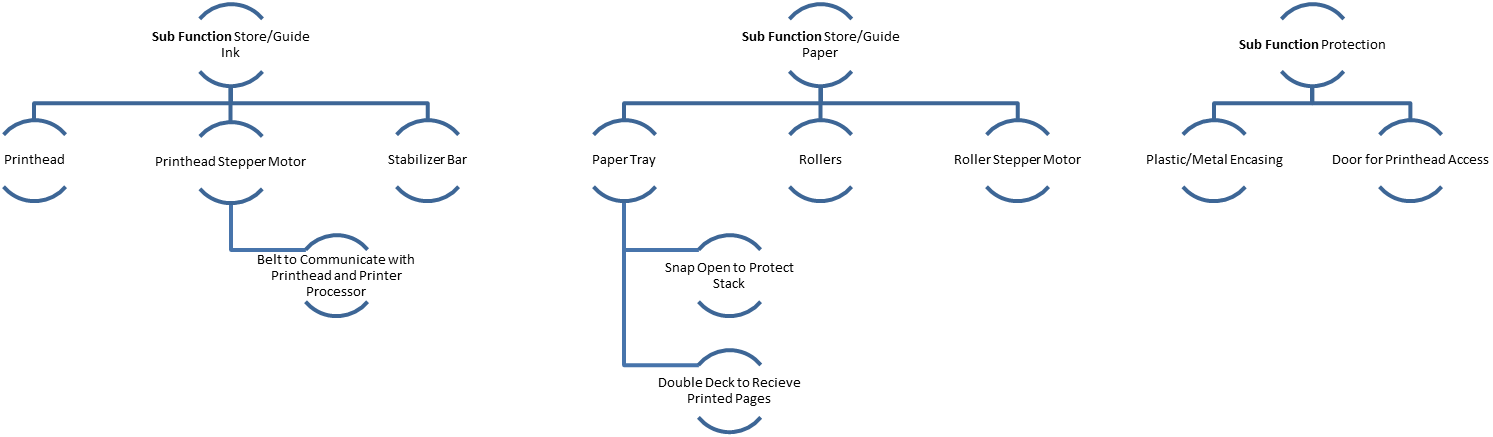 Sub Function Store/Guide
Ink
Sub Function Store/Guide
Paper
Sub Function Protection
Printhead
Printhead Stepper Motor
Stabilizer Bar
Paper Tray
Rollers
Roller Stepper Motor
Plastic/Metal Encasing
Door for Printhead Access
Belt to Communicate with
Printhead and Printer
Processor
Snap Open to Protect
Stack
Double Deck to Recieve
Printed Pages